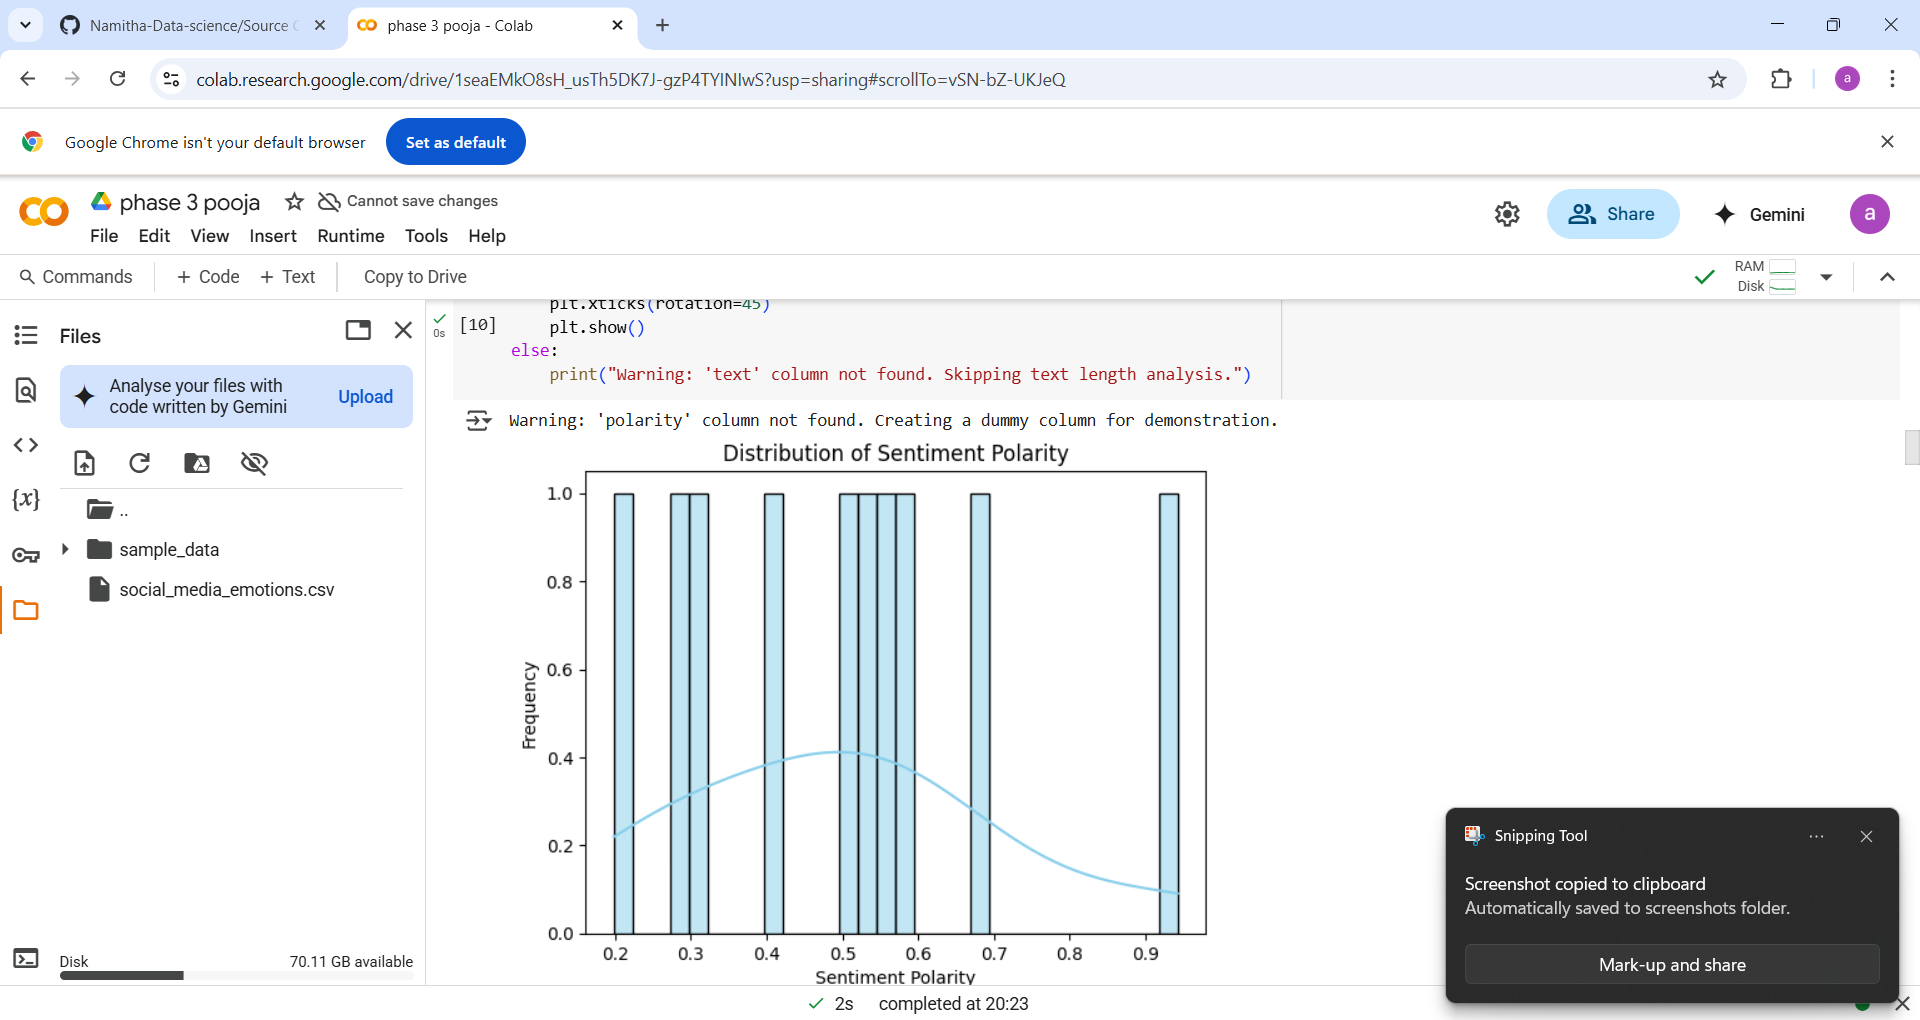 Namitha-Data-science/Source C
phase 3 pooja - Colab
colab.research.google.com/drive/1seaEMkO8sH_usTh5DK7J-gzP4TYINIwS?usp=sharing#scrollTo=vSN-bZ-UKJeQ
a
Google Chrome isn't your default browser
Set as default
phase 3 pooja
Cannot save changes
File Edit View Insert Runtime Tools Help
Share
Gemini
a
Commands
+ Code + Text
Copy to Drive
RAM
Disk
Files
Analyse your files with
code written by Gemini
Upload
{x}
..
sample_data
social_media_emotions.csv
Disk
70.11 GB available
0s
[10]
plt.xticks(rotation=45)
plt.show()
else:
print("Warning: 'text' column not found. Skipping text length analysis.")
Warning: 'polarity' column not found. Creating a dummy column for demonstration.
Distribution of Sentiment Polarity
1.0
0.8
0.6
0.4
0.2
0.0
Frequency
0.2 0.3 0.4 0.5 0.6 0.7 0.8 0.9
Sentiment Polarity
Snipping Tool
Screenshot copied to clipboard
Automatically saved to screenshots folder.
Mark-up and share
2s completed at 20:23